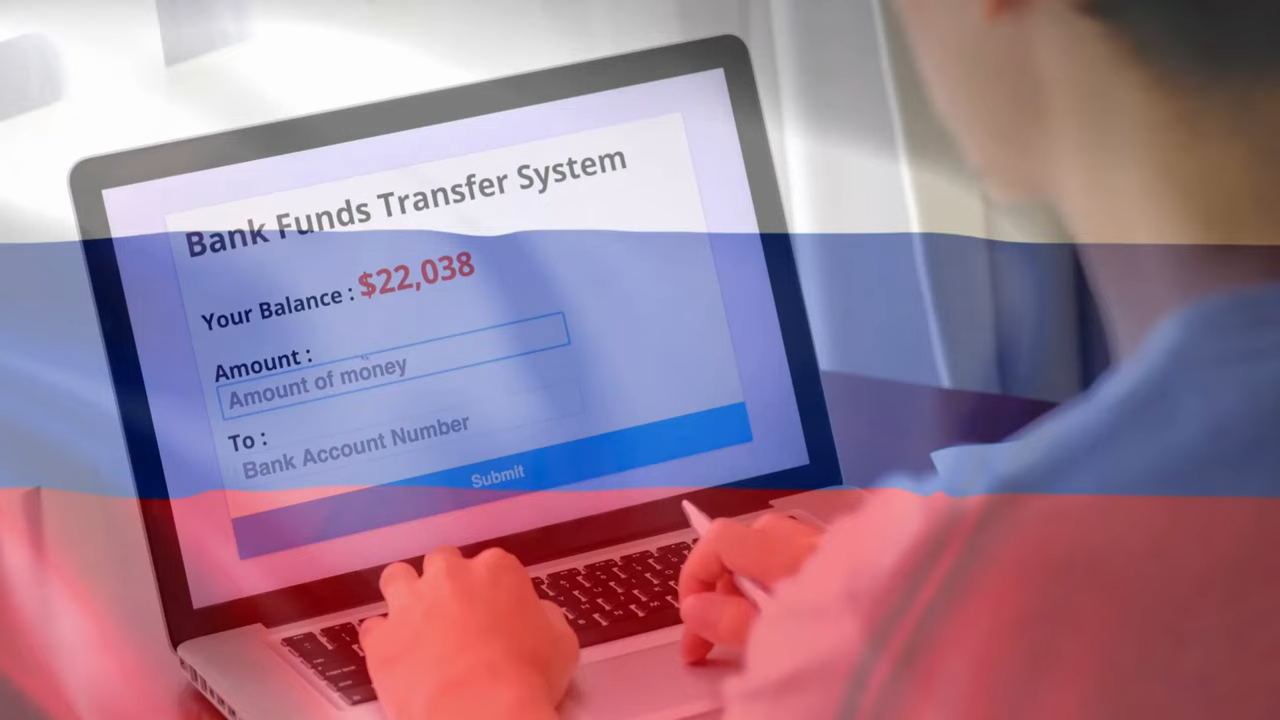 Bank Funds Transfer System
Your Balance : $22,038
Amount :
Amount of money
To :
Bank Account Number
Submit